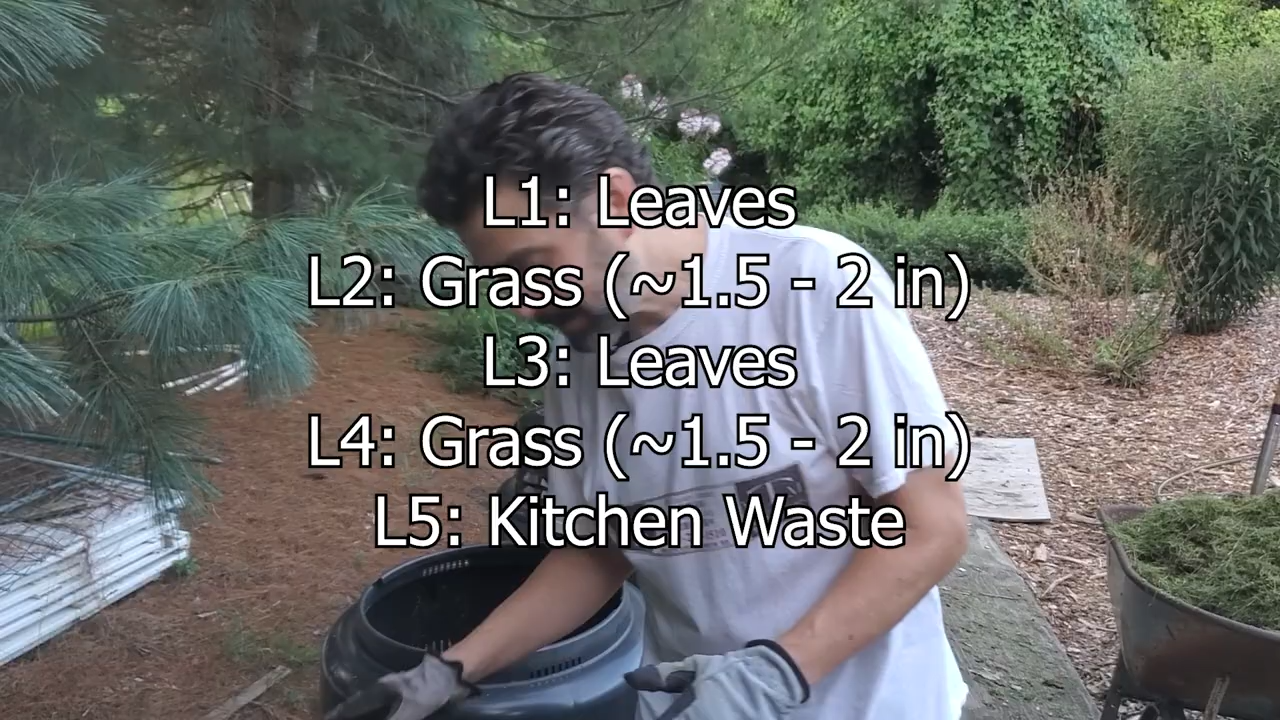 L1: Leaves
L2: Grass (~1.5 - 2 in)
L3: Leaves
L4: Grass (~1.5 - 2 in)
L5: Kitchen Waste